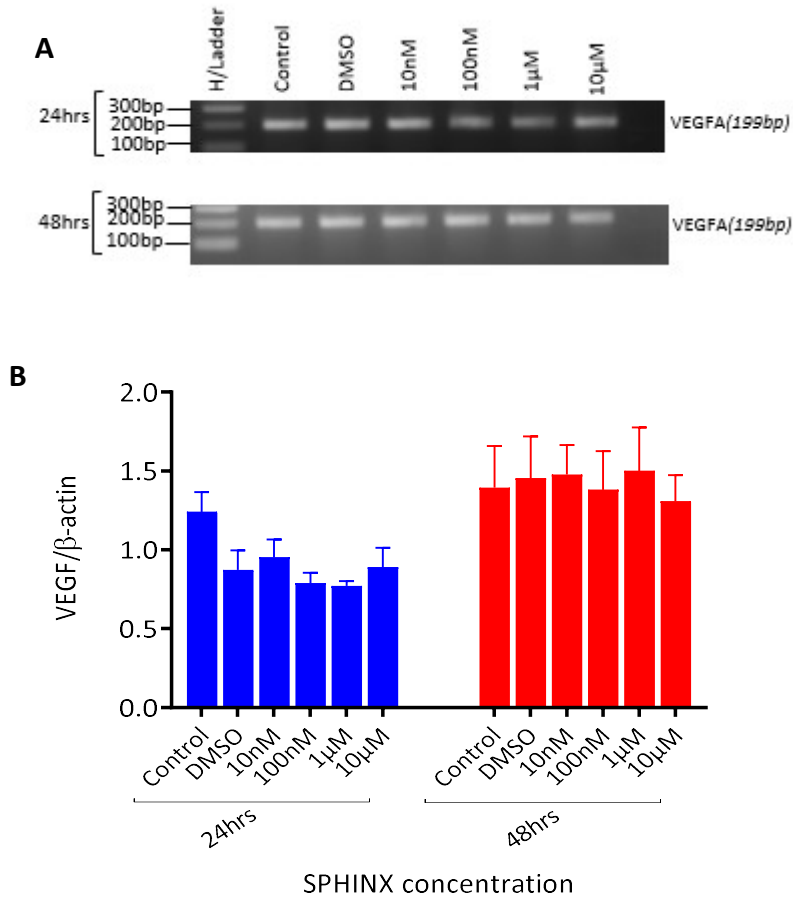 A
H/Ladder
Control
DMSO
10nM
100nM
1µM
10µM
24hrs
300bp
200bp
100bp
VEGFA(199bp)
48hrs
300bp
200bp
100bp
VEGFA(199bp)
B
VEGF/β-actin
2.0
1.5
1.0
0.5
0.0
Control
DMSO
10nM
100nM
1µM
10µM
Control
DMSO
10nM
100nM
1µM
10µM
24hrs
48hrs
SPHINX concentration